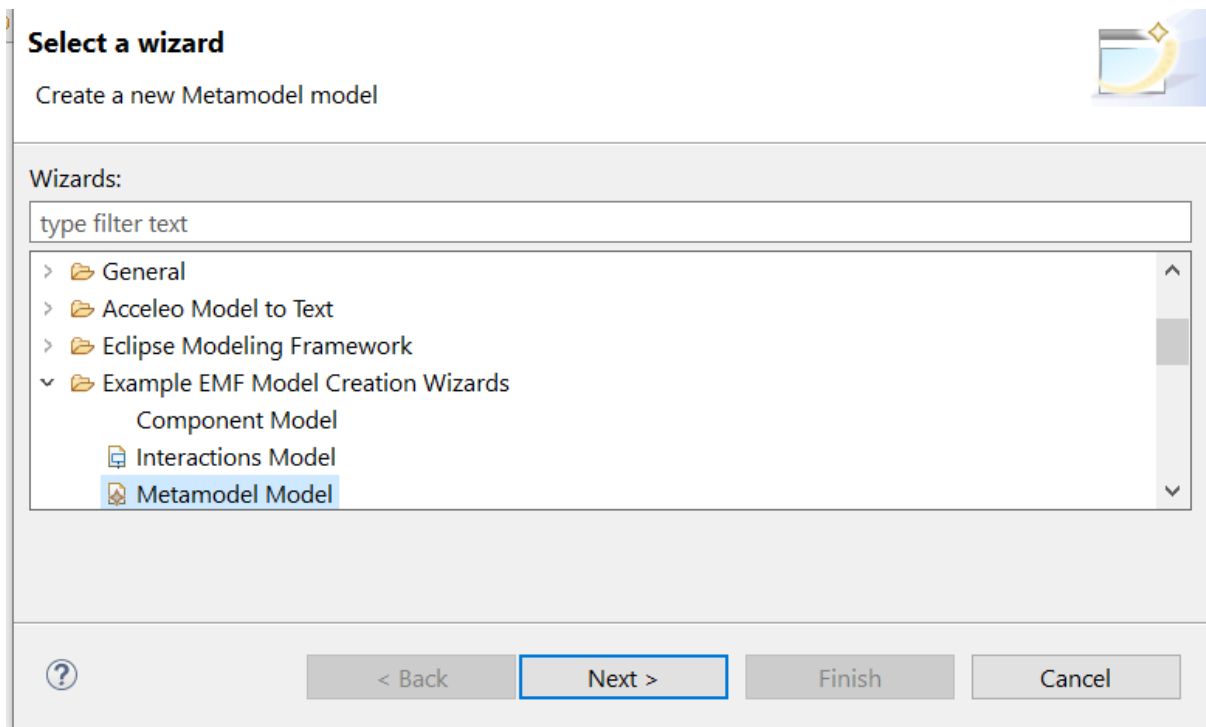 Select a wizard
Create a new Metamodel model
Wizards:
type filter text
General
Acceleo Model to Text
Eclipse Modeling Framework
Example EMF Model Creation Wizards
Component Model
Interactions Model
Metamodel Model
? < Back Next > Finish Cancel